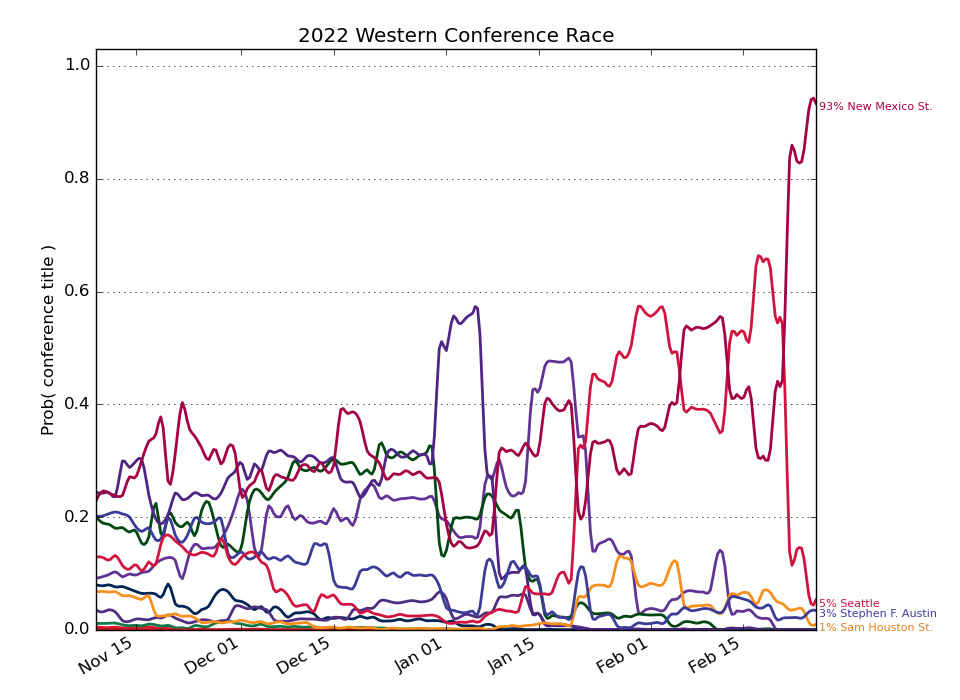 2022 Western Conference Race
Prob( conference title )
1.0
0.8
0.6
0.4
0.2
0.0
Nov 15
Dec 01
Dec 15
Jan 01
Jan 15
Feb 01
Feb 15
93% New Mexico St.
5% Seattle
3% Stephen F. Austin
1% Sam Houston St.